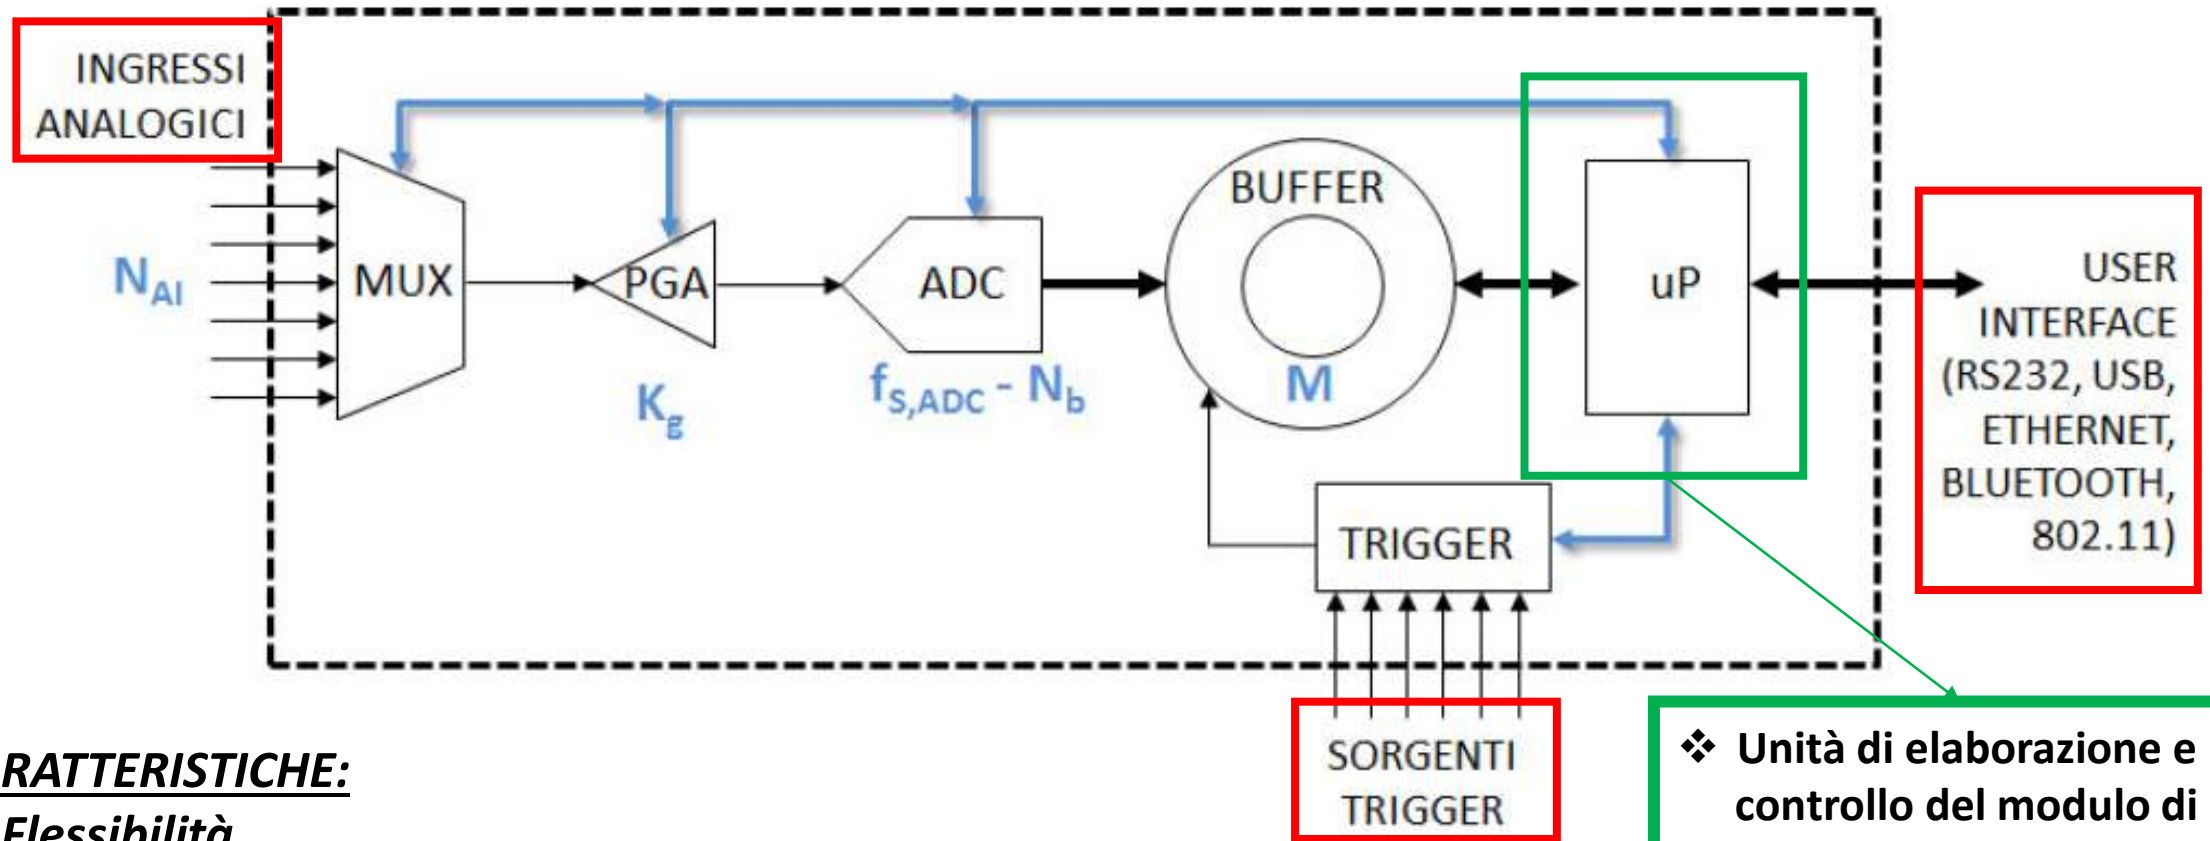 INGRESSI
ANALOGICI
N_AI
MUX
PGA
K_g
ADC
f_S,ADC - N_b
BUFFER
M
uP
USER
INTERFACE
(RS232, USB,
ETHERNET,
BLUETOOTH,
802.11)
TRIGGER
SORGENTI
TRIGGER
RATTERISTICHE:
Flessibilità
❖ Unità di elaborazione e
controllo del modulo di